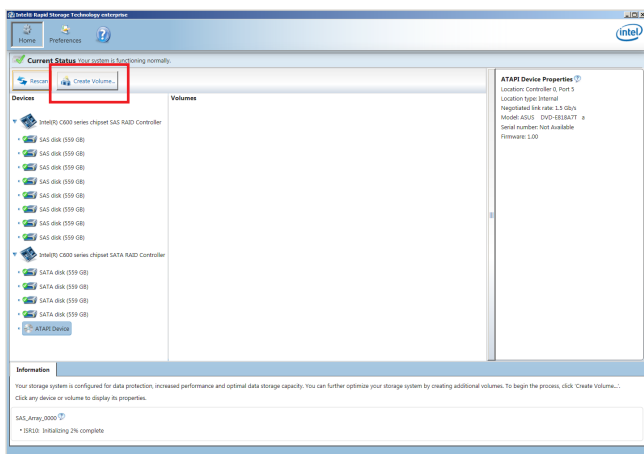 Intel® Rapid Storage Technology enterprise
Home
Preferences
intel
Current Status Your system is functioning normally.
Rescan
Create Volume...
Devices
Volumes
Intel(R) C600 series chipset SAS RAID Controller
SAS disk (559 GB)
SAS disk (559 GB)
SAS disk (559 GB)
SAS disk (559 GB)
SAS disk (559 GB)
SAS disk (559 GB)
SAS disk (559 GB)
SAS disk (559 GB)
Intel(R) C600 series chipset SATA RAID Controller
SATA disk (559 GB)
SATA disk (559 GB)
SATA disk (559 GB)
SATA disk (559 GB)
ATAPI Device
ATAPI Device Properties
Location: Controller 0, Port 5
Location type: Internal
Negotiated link rate: 1.5 Gb/s
Model: ASUS DVD-E818A7T a
Serial number: Not Available
Firmware: 1.00
Information
Your storage system is configured for data protection, increased performance and optimal data storage capacity. You can further optimize your storage system by creating additional volumes. To begin the process, click 'Create Volume...'.
Click any device or volume to display its properties.
SAS_Array_0000
• ISR10: Initializing 2% complete